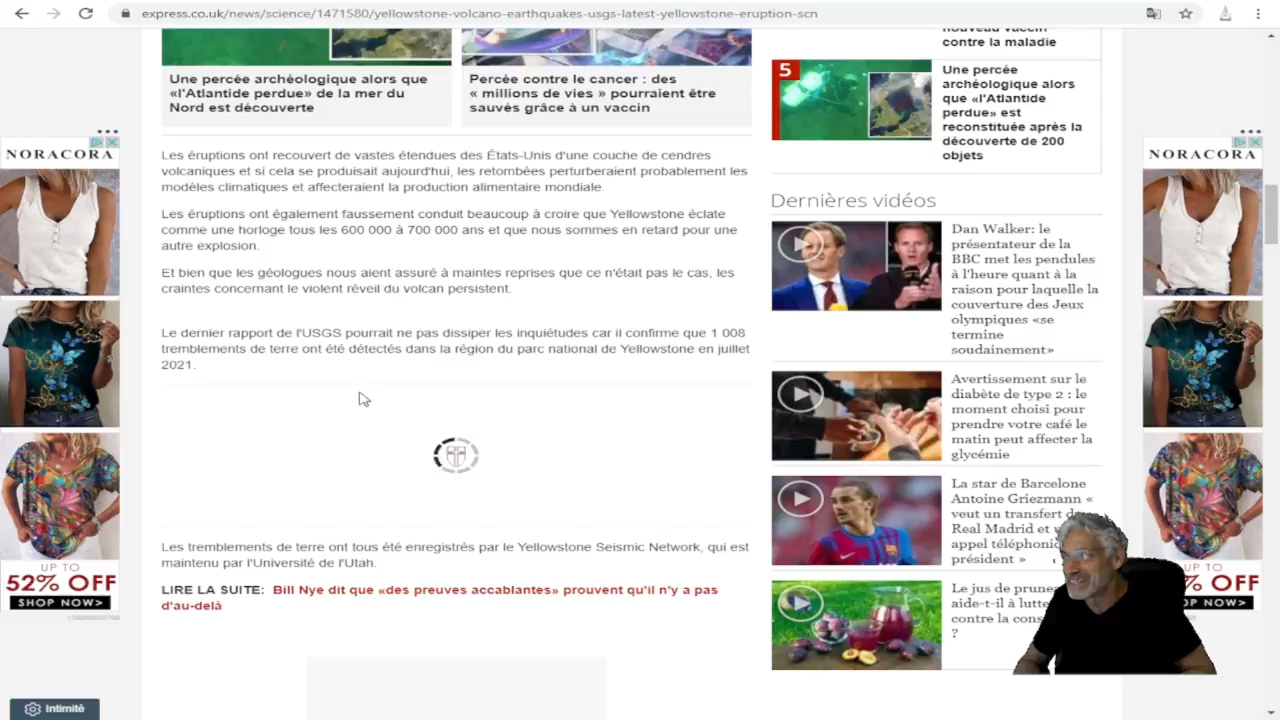 express.co.uk/news/science/1471580/yellowstone-volcano-earthquakes-usgs-latest-yellowstone-eruption-scn
Une percée archéologique alors que
«l'Atlantide perdue» de la mer du
Nord est découverte
Percée contre le cancer : des
« millions de vies » pourraient être
sauvés grâce à un vaccin
Les éruptions ont recouvert de vastes étendues des États-Unis d'une couche de cendres
volcaniques et si cela se produisait aujourd'hui, les retombées perturberaient probablement les
modèles climatiques et affecteraient la production alimentaire mondiale.
Les éruptions ont également faussement conduit beaucoup à croire que Yellowstone éclate
comme une horloge tous les 600 000 à 700 000 ans et que nous sommes en retard pour une
autre explosion.
Et bien que les géologues nous aient assuré à maintes reprises que ce n'était pas le cas, les
craintes concernant le violent réveil du volcan persistent.
Le dernier rapport de l'USGS pourrait ne pas dissiper les inquiétudes car il confirme que 1 008
tremblements de terre ont été détectés dans la région du parc national de Yellowstone en juillet
2021.
Les tremblements de terre ont tous été enregistrés par le Yellowstone Seismic Network, qui est
maintenu par l'Université de l'Utah.
LIRE LA SUITE: Bill Nye dit que «des preuves accablantes» prouvent qu'il n'y a pas
d'au-delà
nouveau vaccin
contre la maladie
5
Une percée
archéologique alors
que «l'Atlantide
perdue» est
reconstituée après la
découverte de 200
objets
Dernières vidéos
Dan Walker: le
présentateur de la
BBC met les pendules
à l'heure quant à la
raison pour laquelle la
couverture des Jeux
olympiques «se
termine
soudainement»
Avertissement sur le
diabète de type 2 : le
moment choisi pour
prendre votre café le
matin peut affecter la
glycémie
La star de Barcelone
Antoine Griezmann «
veut un transfert
Real Madrid et
appel téléphoni
président »
Le jus de prune
aide-t-il à lutte
contre la cons
?
NORACORA
UP TO
52% OFF
SHOP NOW>
NORACORA
UP TO
% OFF
OP NOW>
Intimité